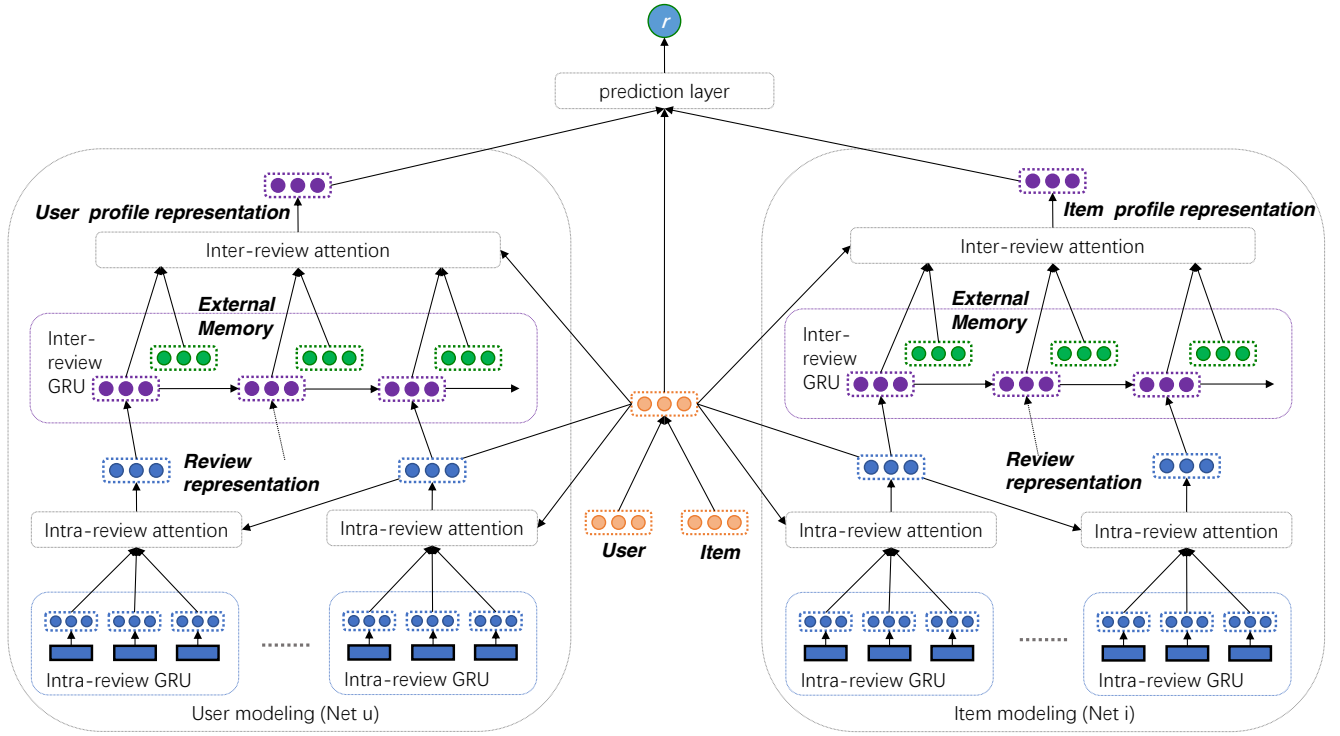 r
prediction layer
User profile representation
Inter-review attention
External
Memory
Inter-
review
GRU
Review
representation
Intra-review attention
Intra-review attention
Intra-review GRU
........
Intra-review GRU
User modeling (Net u)
User
Item
Item profile representation
Inter-review attention
External
Memory
Inter-
review
GRU
Review
representation
Intra-review attention
Intra-review attention
Intra-review GRU
........
Intra-review GRU
Item modeling (Net i)